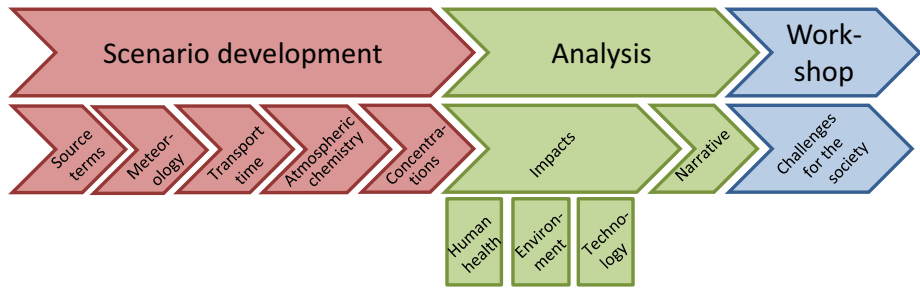 Scenario development
Analysis
Work-
shop
Source
terms
Meteor-
ology
Transport
time
Atmospheric
chemistry
Concentra-
tions
Impacts
Narrative
Challenges
for the
society
Human
health
Environ-
ment
Techno-
logy